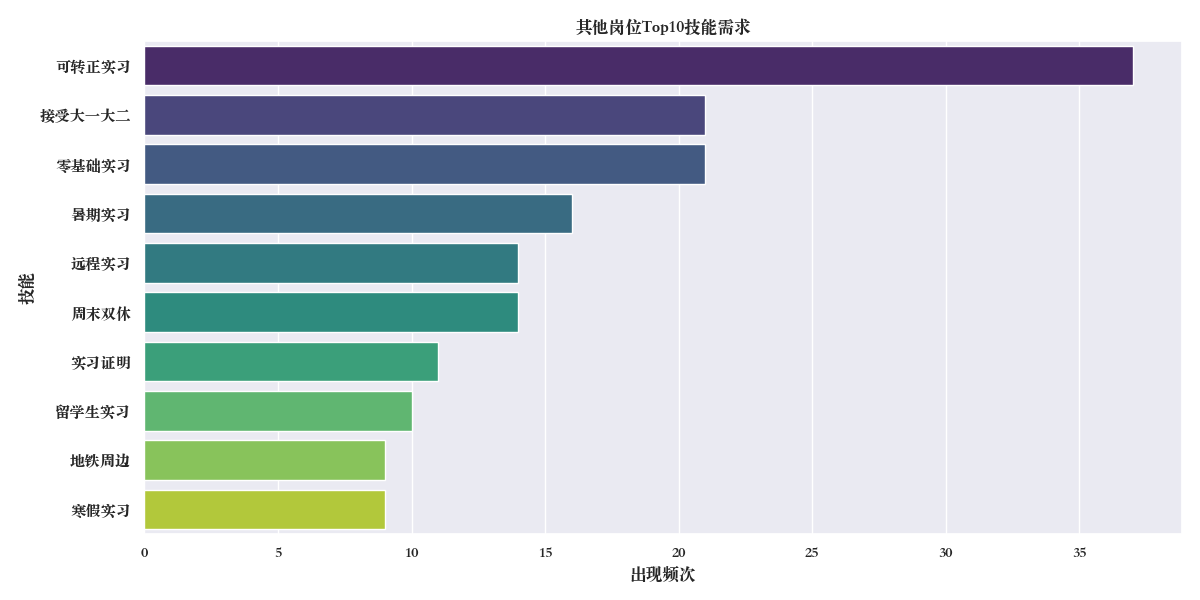 其他岗位Top10技能需求
可转正实习
接受大一大二
零基础实习
暑期实习
远程实习
周末双休
实习证明
留学生实习
地铁周边
寒假实习
技能
0 5 10 15 20 25 30 35
出现频次